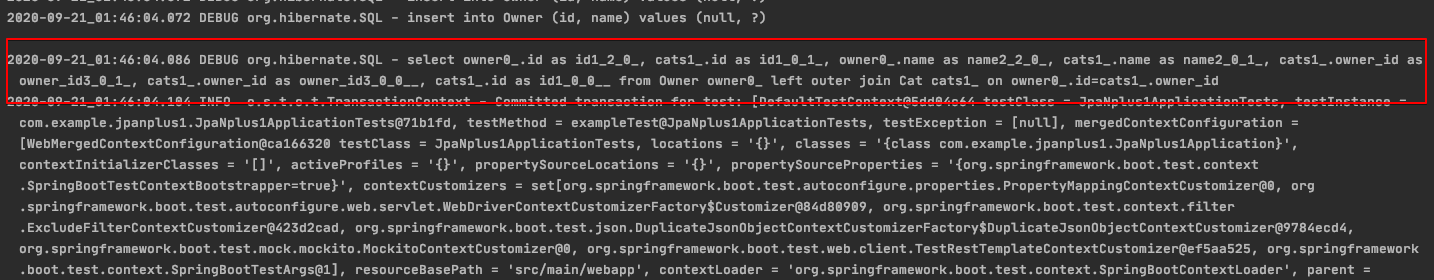 2020-09-21_01:46:04.072 DEBUG org.hibernate.SQL - insert into Owner (id, name) values (null, ?)
2020-09-21_01:46:04.086 DEBUG org.hibernate.SQL - select owner0_.id as id1_2_0_, cats1_.id as id1_0_1_, owner0_.name as name2_2_0_, cats1_.name as name2_0_1_, cats1_.owner_id as
owner_id3_0_1_, cats1_.owner_id as owner_id3_0_0__, cats1_.id as id1_0_0__ from Owner owner0_ left outer join Cat cats1_ on owner0_.id=cats1_.owner_id
2020-09-21_01:46:04.104 INFO o.s.t.c.t.TransactionContext - Committed transaction for test: [DefaultTestContext@5dd04c64 testClass = JpaNplus1ApplicationTests, testInstance =
com.example.jpanplus1.JpaNplus1ApplicationTests@71b1fd, testMethod = exampleTest@JpaNplus1ApplicationTests, testException = [null], mergedContextConfiguration =
[WebMergedContextConfiguration@ca166320 testClass = JpaNplus1ApplicationTests, locations = '{}', classes = '{class com.example.jpanplus1.JpaNplus1Application}',
contextInitializerClasses = '[]', activeProfiles = '{}', propertySourceLocations = '{}', propertySourceProperties = '{org.springframework.boot.test.context
.SpringBootTestContextBootstrapper=true}', contextCustomizers = set[org.springframework.boot.test.autoconfigure.properties.PropertyMappingContextCustomizer@0, org
.springframework.boot.test.autoconfigure.web.servlet.WebDriverContextCustomizerFactory$Customizer@84d80909, org.springframework.boot.test.context.filter
.ExcludeFilterContextCustomizer@423d2cad, org.springframework.boot.test.json.DuplicateJsonObjectContextCustomizerFactory$DuplicateJsonObjectContextCustomizer@9784ecd4,
org.springframework.boot.test.mock.mockito.MockitoContextCustomizer@0, org.springframework.boot.test.web.client.TestRestTemplateContextCustomizer@ef5aa525, org.springframework
.boot.test.context.SpringBootTestArgs@1], resourceBasePath = 'src/main/webapp', contextLoader = 'org.springframework.boot.test.context.SpringBootContextLoader', parent =